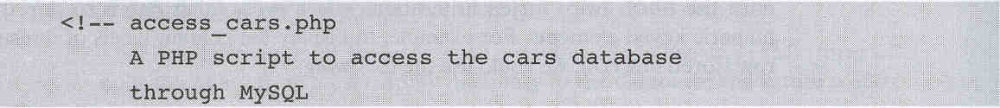 <!-- access_cars.php
A PHP script to access the cars database
through MySQL